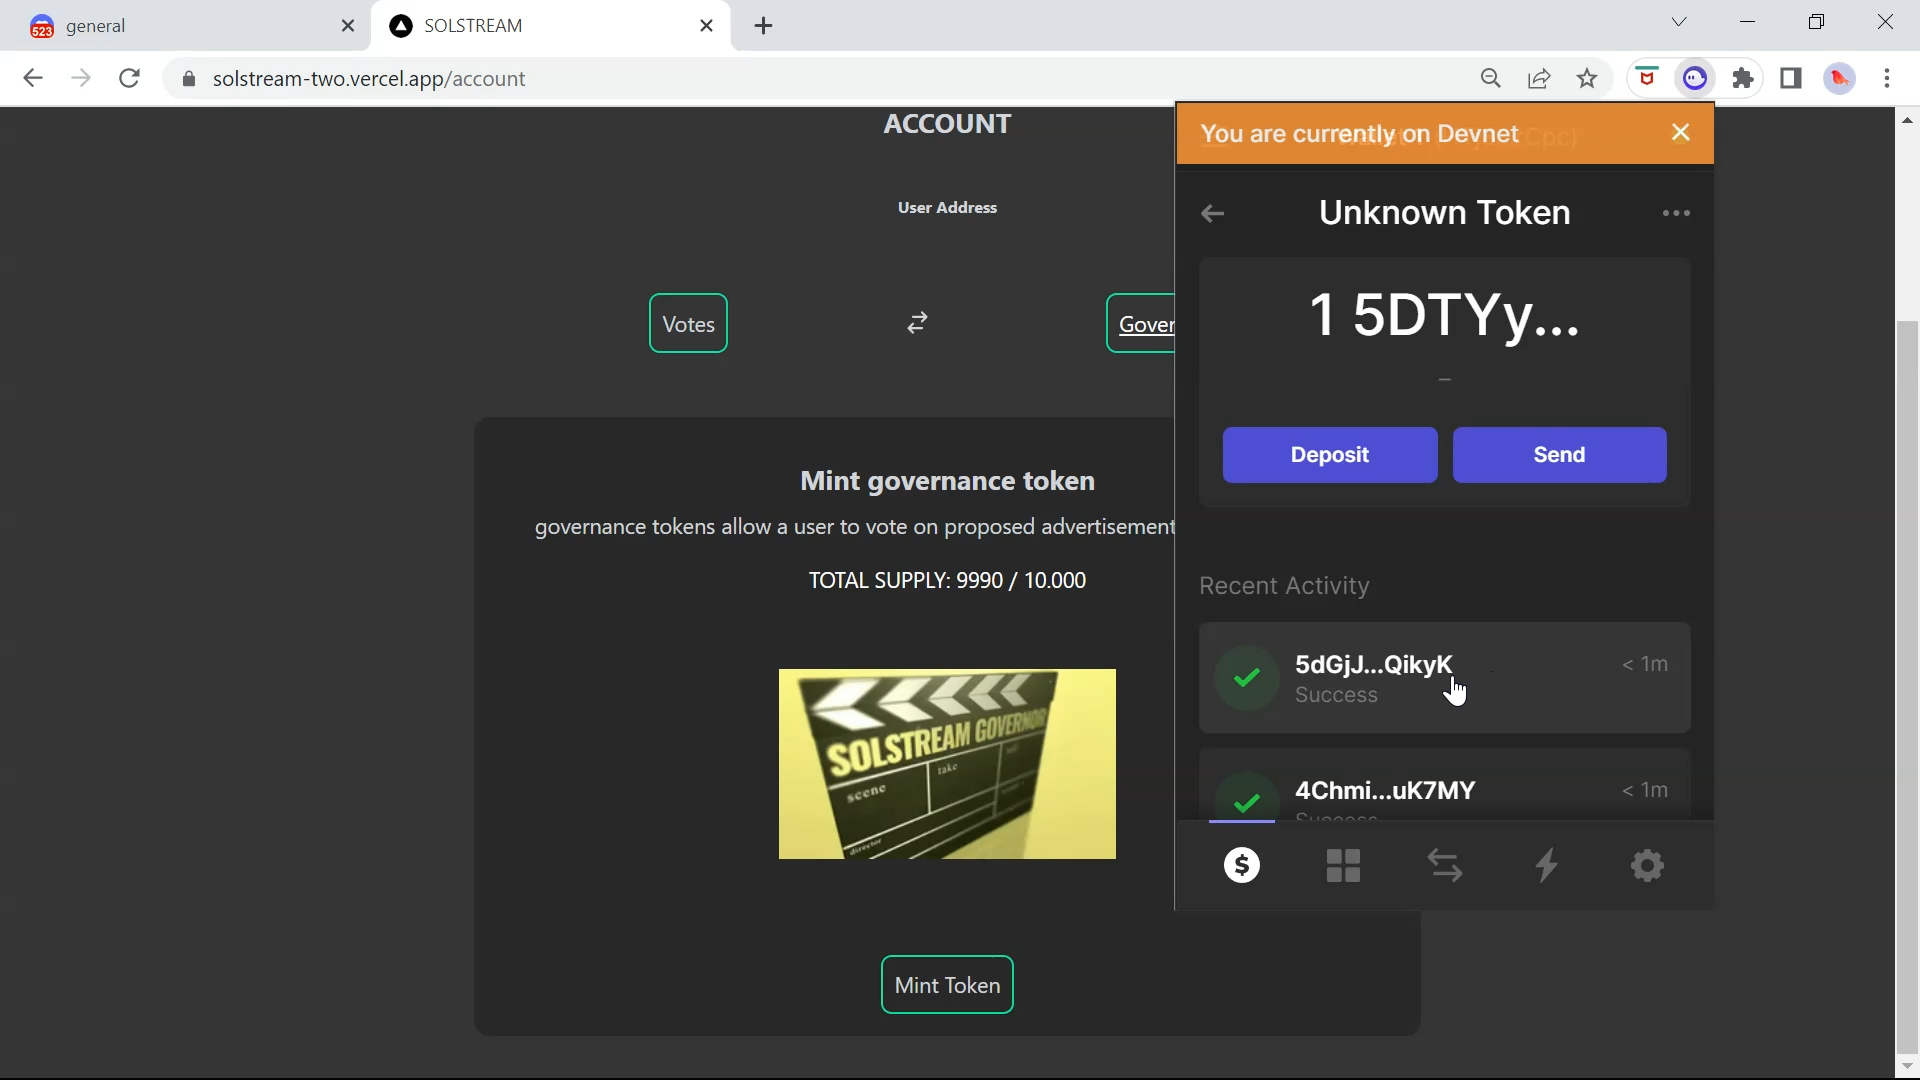 523 general
SOLSTREAM
solstream-two.vercel.app/account
ACCOUNT
User Address
Votes
Gover
Mint governance token
governance tokens allow a user to vote on proposed advertisement
TOTAL SUPPLY: 9990 / 10.000
SOLSTREAM GOVERNOR
scene
take
director
Mint Token
You are currently on Devnet
Unknown Token
1 5DTYy...
–
Deposit
Send
Recent Activity
5dGjJ...QikyK
< 1m
Success
4Chmi...uK7MY
< 1m
Success